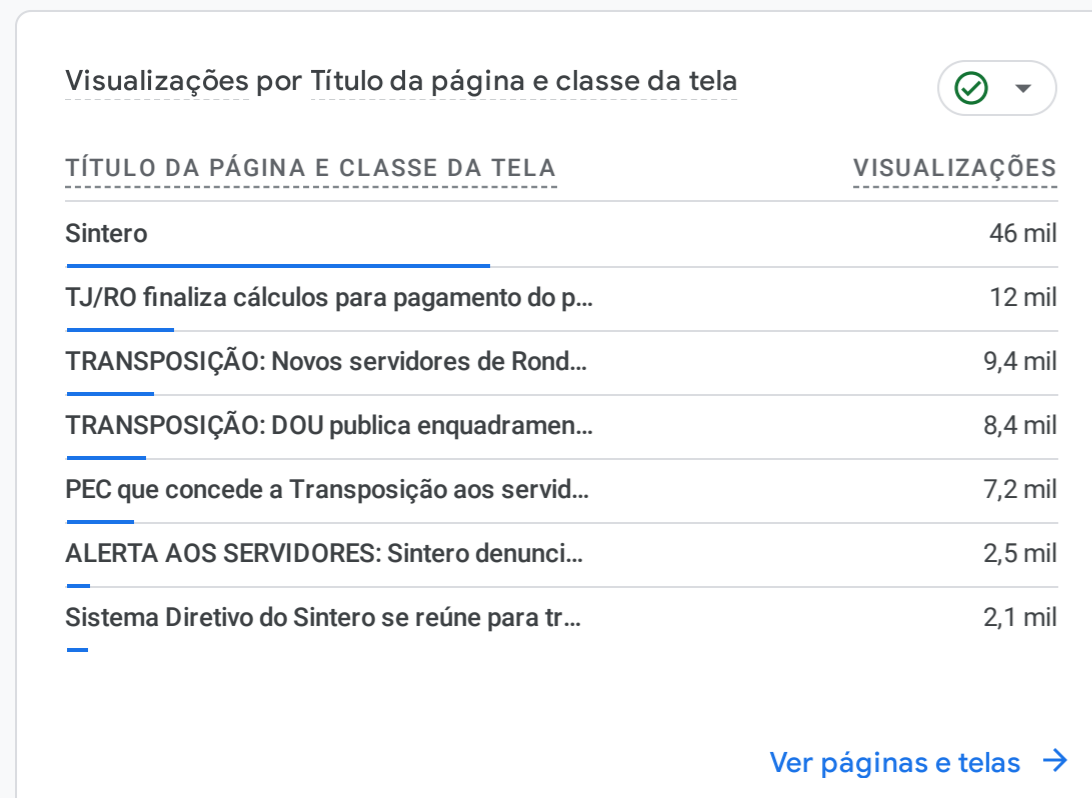 Visualizações por Título da página e classe da tela
TÍTULO DA PÁGINA E CLASSE DA TELA VISUALIZAÇÕES
Sintero 46 mil
TJ/RO finaliza cálculos para pagamento do p... 12 mil
TRANSPOSIÇÃO: Novos servidores de Rond... 9,4 mil
TRANSPOSIÇÃO: DOU publica enquadramen... 8,4 mil
PEC que concede a Transposição aos servid... 7,2 mil
ALERTA AOS SERVIDORES: Sintero denunci... 2,5 mil
Sistema Diretivo do Sintero se reúne para tr... 2,1 mil
Ver páginas e telas